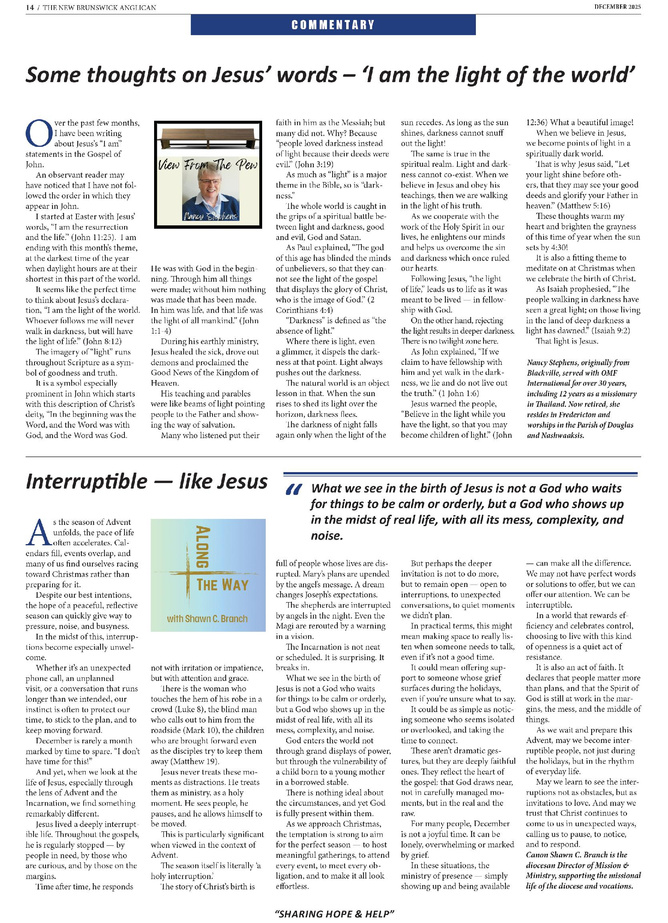 14 / THE NEW BRUNSWICK ANGLICAN
DECEMBER 2025
COMMENTARY
Some thoughts on Jesus’ words – ‘I am the light of the world’
Over the past few months,
I have been writing
about Jesus’s “I am”
statements in the Gospel of
John.
An observant reader may
have noticed that I have not fol-
lowed the order in which they
appear in John.
I started at Easter with Jesus’
words, “I am the resurrection
and the life.” (John 11:25). I am
ending with this month’s theme,
at the darkest time of the year
when daylight hours are at their
shortest in this part of the world.
It seems like the perfect time
to think about Jesus’s declara-
tion, “I am the light of the world.
Whoever follows me will never
walk in darkness, but will have
the light of life.” (John 8:12)
The imagery of “light” runs
throughout Scripture as a sym-
bol of goodness and truth.
It is a symbol especially
prominent in John which starts
with this description of Christ’s
deity, “In the beginning was the
Word, and the Word was with
God, and the Word was God.
View From The Pew
Nancy Stephens
He was with God in the begin-
ning. Through him all things
were made; without him nothing
was made that has been made.
In him was life, and that life was
the light of all mankind.” (John
1:1-4)
During his earthly ministry,
Jesus healed the sick, drove out
demons and proclaimed the
Good News of the Kingdom of
Heaven.
His teaching and parables
were like beams of light pointing
people to the Father and show-
ing the way of salvation.
Many who listened put their
faith in him as the Messiah; but
many did not. Why? Because
“people loved darkness instead
of light because their deeds were
evil.” (John 3:19)
As much as “light” is a major
theme in the Bible, so is “dark-
ness.”
The whole world is caught in
the grips of a spiritual battle be-
tween light and darkness, good
and evil, God and Satan.
As Paul explained, “The god
of this age has blinded the minds
of unbelievers, so that they can-
not see the light of the gospel
that displays the glory of Christ,
who is the image of God.” (2
Corinthians 4:4)
“Darkness” is defined as “the
absence of light.”
Where there is light, even
a glimmer, it dispels the dark-
ness at that point. Light always
pushes out the darkness.
The natural world is an object
lesson in that. When the sun
rises to shed its light over the
horizon, darkness flees.
The darkness of night falls
again only when the light of the
sun recedes. As long as the sun
shines, darkness cannot snuff
out the light!
The same is true in the
spiritual realm. Light and dark-
ness cannot co-exist. When we
believe in Jesus and obey his
teachings, then we are walking
in the light of his truth.
As we cooperate with the
work of the Holy Spirit in our
lives, he enlightens our minds
and helps us overcome the sin
and darkness which once ruled
our hearts.
Following Jesus, “the light
of life,” leads us to life as it was
meant to be lived — in fellow-
ship with God.
On the other hand, rejecting
the light results in deeper darkness.
There is no twilight zone here.
As John explained, “If we
claim to have fellowship with
him and yet walk in the dark-
ness, we lie and do not live out
the truth.” (1 John 1:6)
Jesus warned the people,
“Believe in the light while you
have the light, so that you may
become children of light.” (John
12:36) What a beautiful image!
When we believe in Jesus,
we become points of light in a
spiritually dark world.
That is why Jesus said, “Let
your light shine before oth-
ers, that they may see your good
deeds and glorify your Father in
heaven.” (Matthew 5:16)
These thoughts warm my
heart and brighten the grayness
of this time of year when the sun
sets by 4:30!
It is also a fitting theme to
meditate on at Christmas when
we celebrate the birth of Christ.
As Isaiah prophesied, “The
people walking in darkness have
seen a great light; on those living
in the land of deep darkness a
light has dawned.” (Isaiah 9:2)
That light is Jesus.
Nancy Stephens, originally from
Blackville, served with OMF
International for over 30 years,
including 12 years as a missionary
in Thailand. Now retired, she
resides in Fredericton and
worships in the Parish of Douglas
and Nashwaaksis.
Interruptible — like Jesus
“ What we see in the birth of Jesus is not a God who waits
for things to be calm or orderly, but a God who shows up
in the midst of real life, with all its mess, complexity, and
noise.
As the season of Advent
unfolds, the pace of life
often accelerates. Cal-
endars fill, events overlap, and
many of us find ourselves racing
toward Christmas rather than
preparing for it.
Despite our best intentions,
the hope of a peaceful, reflective
season can quickly give way to
pressure, noise, and busyness.
In the midst of this, interrup-
tions become especially unwel-
come.
Whether it’s an unexpected
phone call, an unplanned
visit, or a conversation that runs
longer than we intended, our
instinct is often to protect our
time, to stick to the plan, and to
keep moving forward.
December is rarely a month
marked by time to spare. “I don’t
have time for this!”
And yet, when we look at the
life of Jesus, especially through
the lens of Advent and the
Incarnation, we find something
remarkably different.
Jesus lived a deeply interrupt-
ible life. Throughout the gospels,
he is regularly stopped — by
people in need, by those who
are curious, and by those on the
margins.
Time after time, he responds
ALONG
THE WAY
with Shawn C. Branch
not with irritation or impatience,
but with attention and grace.
There is the woman who
touches the hem of his robe in a
crowd (Luke 8), the blind man
who calls out to him from the
roadside (Mark 10), the children
who are brought forward even
as the disciples try to keep them
away (Matthew 19).
Jesus never treats these mo-
ments as distractions. He treats
them as ministry, as a holy
moment. He sees people, he
pauses, and he allows himself to
be moved.
This is particularly significant
when viewed in the context of
Advent.
The season itself is literally ‘a
holy interruption.’
The story of Christ’s birth is
full of people whose lives are dis-
rupted. Mary’s plans are upended
by the angel’s message. A dream
changes Joseph’s expectations.
The shepherds are interrupted
by angels in the night. Even the
Magi are rerouted by a warning
in a vision.
The Incarnation is not neat
or scheduled. It is surprising. It
breaks in.
What we see in the birth of
Jesus is not a God who waits
for things to be calm or orderly,
but a God who shows up in the
midst of real life, with all its
mess, complexity, and noise.
God enters the world not
through grand displays of power,
but through the vulnerability of
a child born to a young mother
in a borrowed stable.
There is nothing ideal about
the circumstances, and yet God
is fully present within them.
As we approach Christmas,
the temptation is strong to aim
for the perfect season — to host
meaningful gatherings, to attend
every event, to meet every ob-
ligation, and to make it all look
effortless.
But perhaps the deeper
invitation is not to do more,
but to remain open — open to
interruptions, to unexpected
conversations, to quiet moments
we didn’t plan.
In practical terms, this might
mean making space to really lis-
ten when someone needs to talk,
even if it’s not a good time.
It could mean offering sup-
port to someone whose grief
surfaces during the holidays,
even if you’re unsure what to say.
It could be as simple as notic-
ing someone who seems isolated
or overlooked, and taking the
time to connect.
These aren’t dramatic ges-
tures, but they are deeply faithful
ones. They reflect the heart of
the gospel: that God draws near,
not in carefully managed mo-
ments, but in the real and the
raw.
For many people, December
is not a joyful time. It can be
lonely, overwhelming or marked
by grief.
In these situations, the
ministry of presence — simply
showing up and being available
— can make all the difference.
We may not have perfect words
or solutions to offer, but we can
offer our attention. We can be
interruptible.
In a world that rewards ef-
ficiency and celebrates control,
choosing to live with this kind
of openness is a quiet act of
resistance.
It is also an act of faith. It
declares that people matter more
than plans, and that the Spirit of
God is still at work in the mar-
gins, the mess, and the middle of
things.
As we wait and prepare this
Advent, may we become inter-
ruptible people, not just during
the holidays, but in the rhythm
of everyday life.
May we learn to see the inter-
ruptions not as obstacles, but as
invitations to love. And may we
trust that Christ continues to
come to us in unexpected ways,
calling us to pause, to notice,
and to respond.
Canon Shawn C. Branch is the
diocesan Director of Mission &
Ministry, supporting the missional
life of the diocese and vocations.
“SHARING HOPE & HELP”